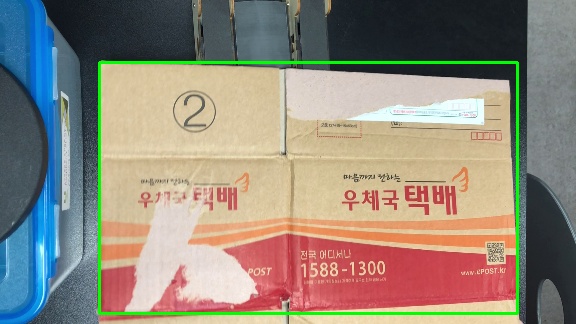 ②
마음까지 전하는
우체국 택배
마음까지 전하는
우체국 택배
전국 어디서나
1588-1300
ePOST
www.ePOST.kr